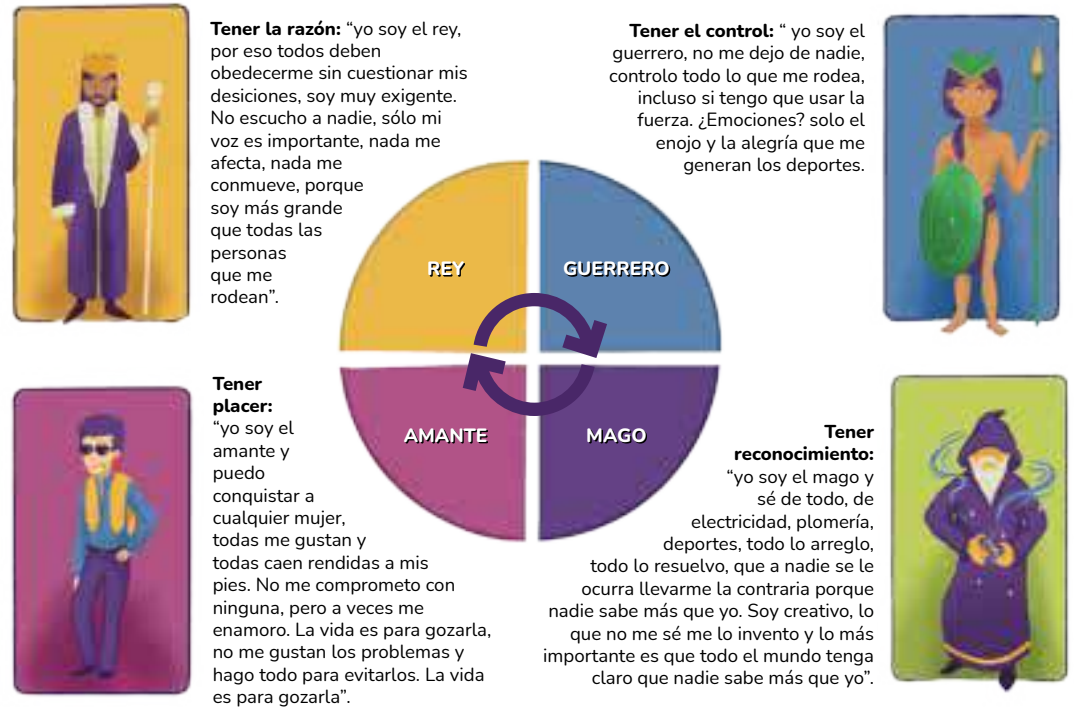 Tener la razón: “yo soy el rey,
por eso todos deben
obedecerme sin cuestionar mis
desiciones, soy muy exigente.
No escucho a nadie, sólo mi
voz es importante, nada me
afecta, nada me
conmueve, porque
soy más grande
que todas las
personas
que me
rodean”.
Tener el control: “ yo soy el
guerrero, no me dejo de nadie,
controlo todo lo que me rodea,
incluso si tengo que usar la
fuerza. ¿Emociones? solo el
enojo y la alegría que me
generan los deportes.
REY
GUERRERO
AMANTE
MAGO
Tener
placer:
“yo soy el
amante y
puedo
conquistar a
cualquier mujer,
todas me gustan y
todas caen rendidas a mis
pies. No me comprometo con
ninguna, pero a veces me
enamoro. La vida es para gozarla,
no me gustan los problemas y
hago todo para evitarlos. La vida
es para gozarla”.
Tener
reconocimiento:
“yo soy el mago y
sé de todo, de
electricidad, plomería,
deportes, todo lo arreglo,
todo lo resuelvo, que a nadie se le
ocurra llevarme la contraria porque
nadie sabe más que yo. Soy creativo, lo
que no me sé me lo invento y lo más
importante es que todo el mundo tenga
claro que nadie sabe más que yo”.